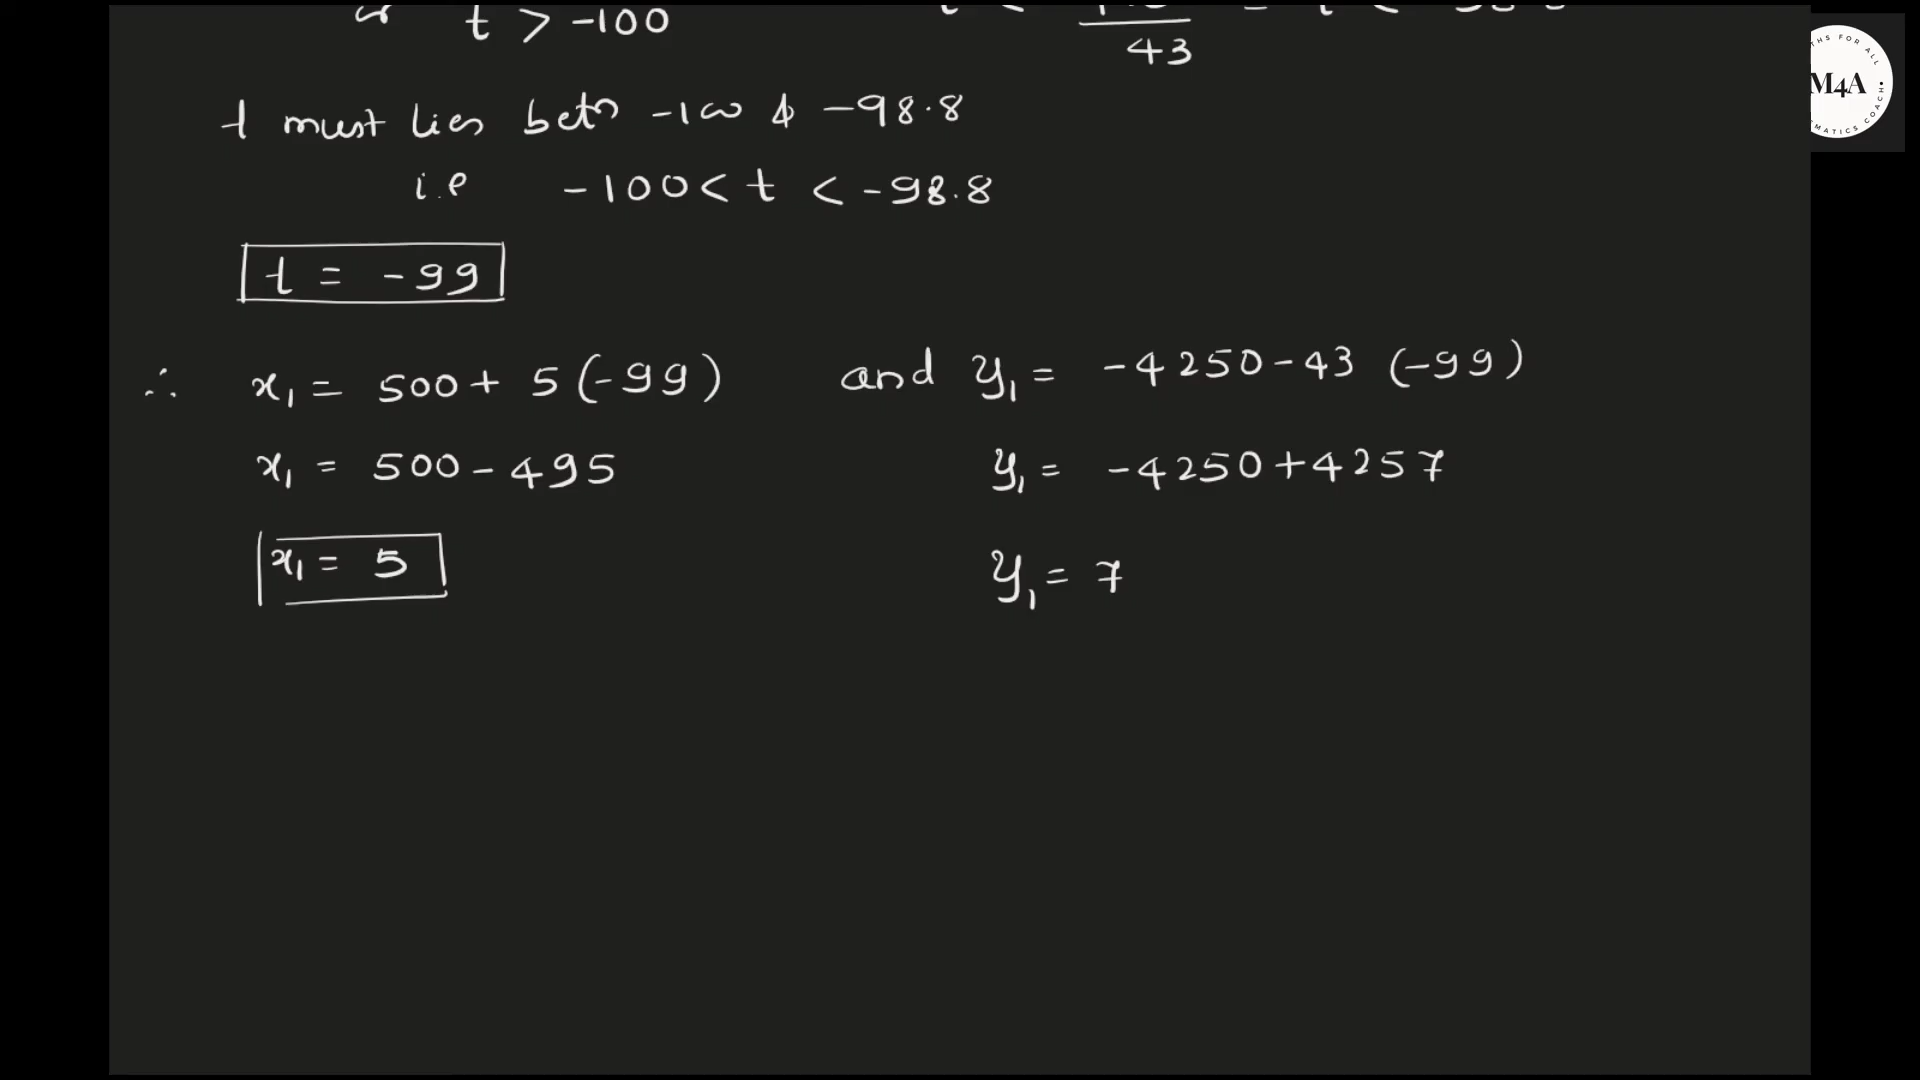 or t > -100
43
M4A
t must lies betn -100 & -98.8
i.e -100 < t < -98.8
t = -99
∴ x₁ = 500 + 5(-99) and y₁ = -4250 - 43 (-99)
x₁ = 500 - 495 y₁ = -4250 + 4257
x₁ = 5 y₁ = 7